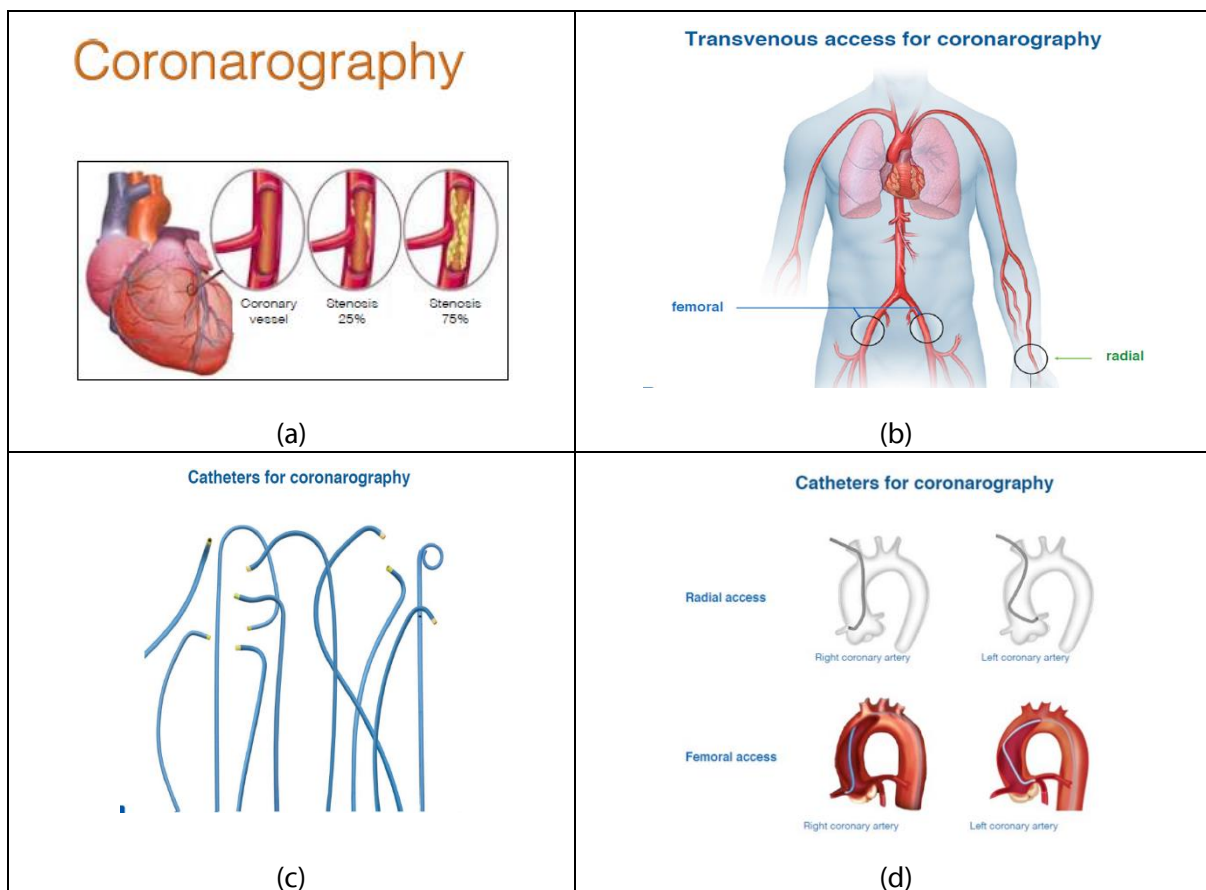 Coronarography
Coronary
vessel
Stenosis
25%
Stenosis
75%
(a)
Transvenous access for coronarography
femoral
radial
(b)
Catheters for coronarography
(c)
Catheters for coronarography
Radial access
Right coronary artery
Left coronary artery
Femoral access
Right coronary artery
Left coronary artery
(d)